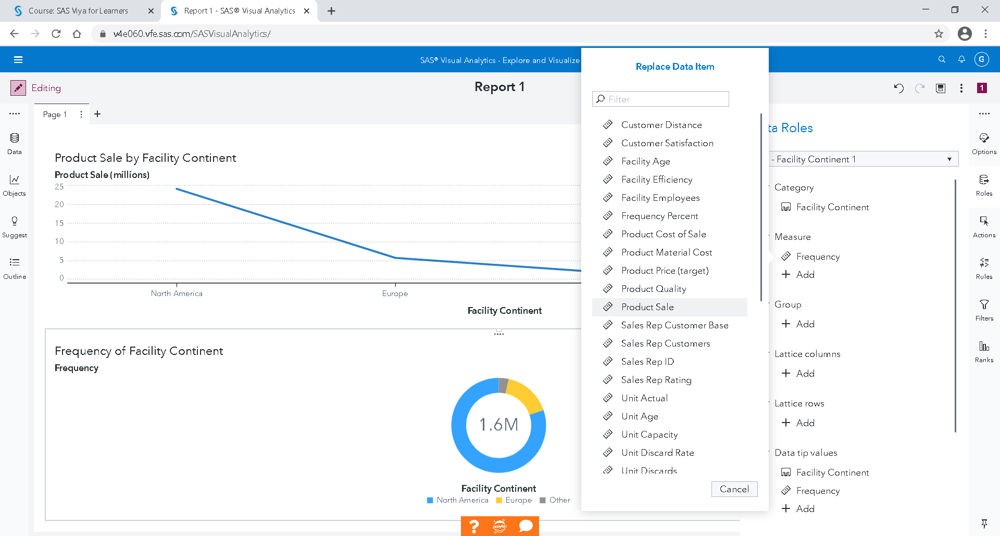 Course: SAS Viya for Learners
Report 1 - SAS® Visual Analytics
v4e060.vfe.sas.com/SASVisualAnalytics/
SAS® Visual Analytics - Explore and Visualize
G
Editing
Report 1
1
Page 1
Data
Objects
Suggest
Outline
Product Sale by Facility Continent
Product Sale (millions)
25
20
15
10
5
0
North America
Europe
Facility Continent
Frequency of Facility Continent
Frequency
1.6M
Facility Continent
North America
Europe
Other
?
jupyter
Replace Data Item
Filter
Customer Distance
Customer Satisfaction
Facility Age
Facility Efficiency
Facility Employees
Frequency Percent
Product Cost of Sale
Product Material Cost
Product Price (target)
Product Quality
Product Sale
Sales Rep Customer Base
Sales Rep Customers
Sales Rep ID
Sales Rep Rating
Unit Actual
Unit Age
Unit Capacity
Unit Discard Rate
Unit Discards
Cancel
ta Roles
- Facility Continent 1
Category
Facility Continent
Measure
Frequency
Add
Group
Add
Lattice columns
Add
Lattice rows
Add
Data tip values
Facility Continent
Frequency
Add
Options
Roles
Actions
Rules
Filters
Ranks